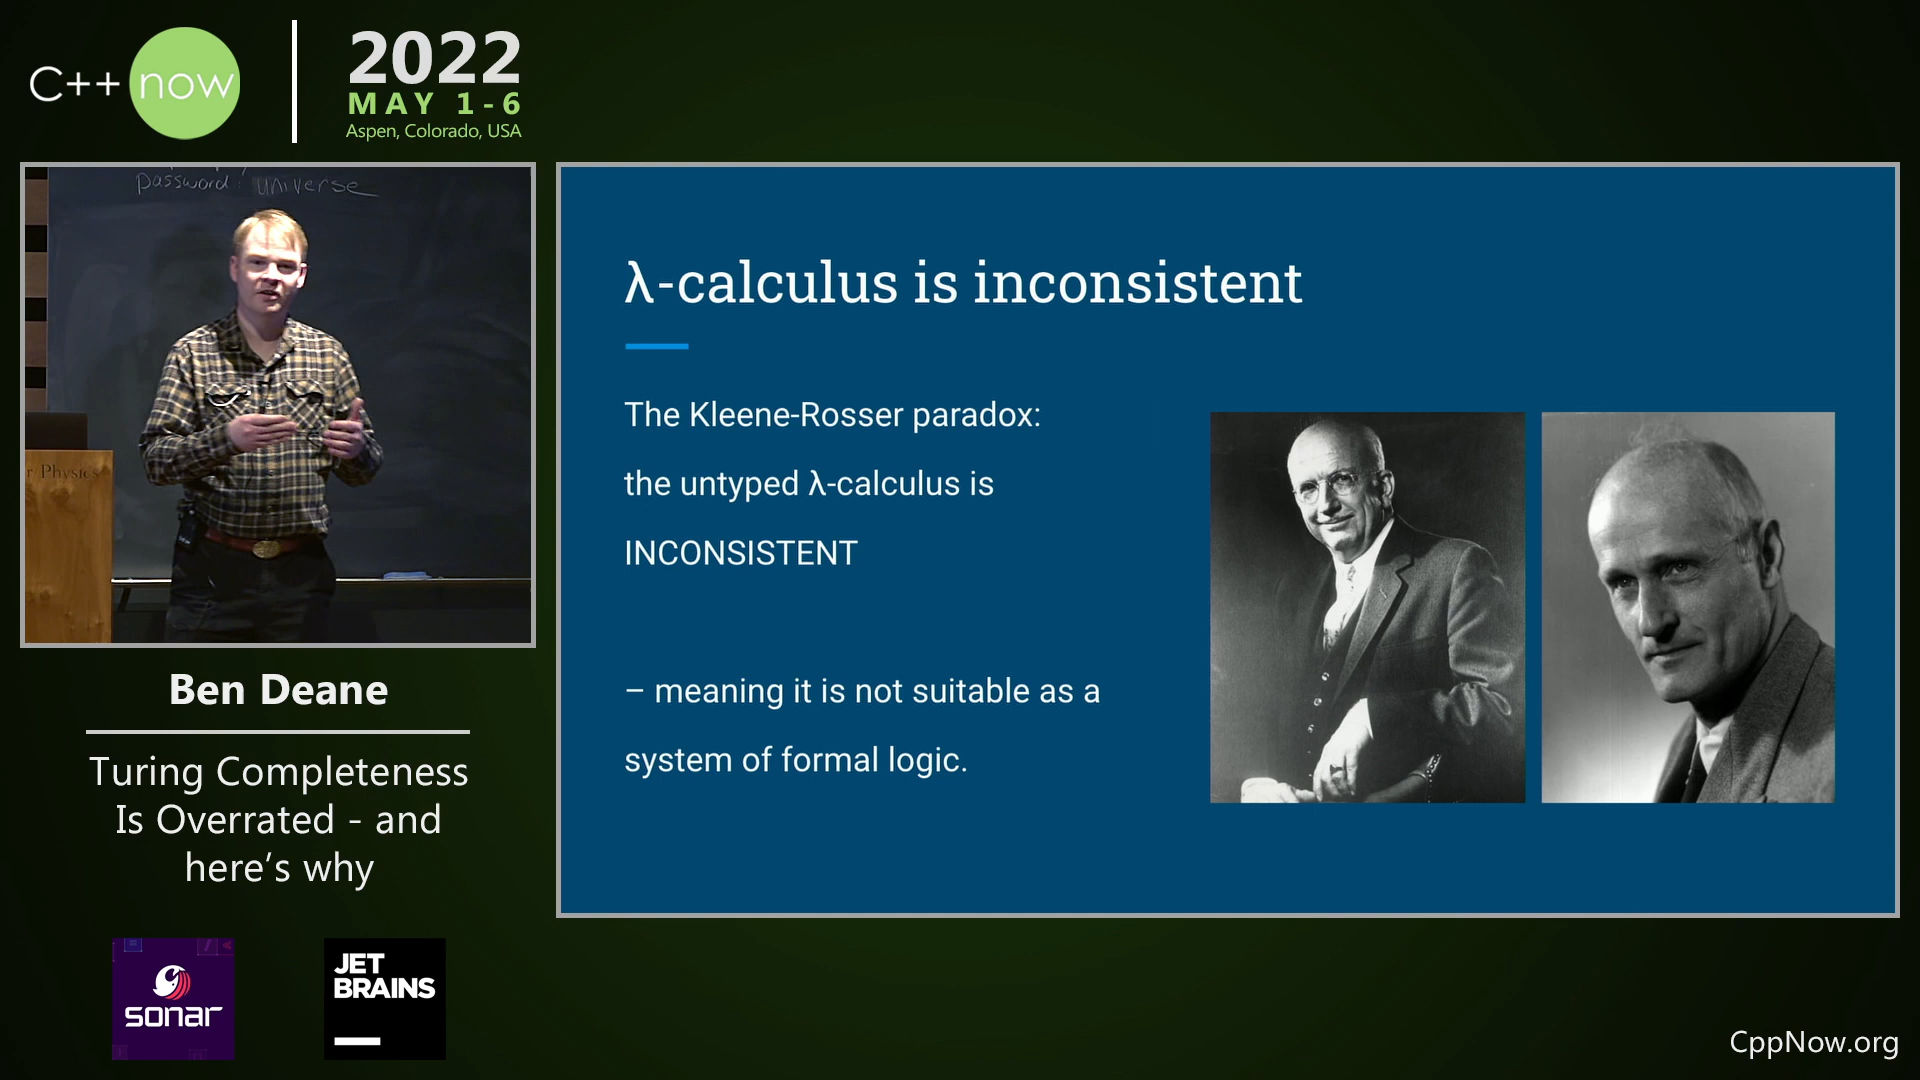 C++ now
2022
MAY 1-6
Aspen, Colorado, USA
password: universe
r Physics
Ben Deane
Turing Completeness
Is Overrated - and
here's why
sonar
JET
BRAINS
λ-calculus is inconsistent
The Kleene-Rosser paradox:
the untyped λ-calculus is
INCONSISTENT
– meaning it is not suitable as a
system of formal logic.
CppNow.org